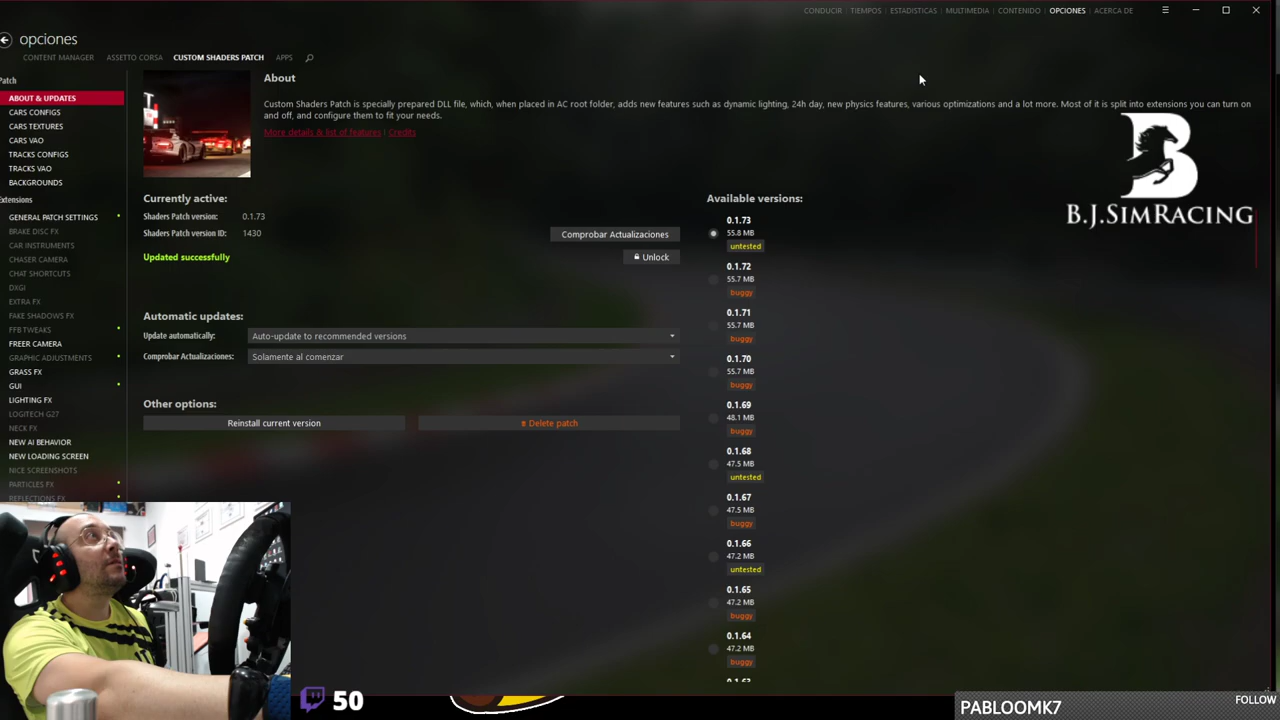 CONDUCIR TIEMPOS ESTADÍSTICAS MULTIMEDIA CONTENIDO OPCIONES ACERCA DE
opciones
CONTENT MANAGER ASSETTO CORSA CUSTOM SHADERS PATCH APPS
Patch
ABOUT & UPDATES
CARS CONFIGS
CARS TEXTURES
CARS VAO
TRACKS CONFIGS
TRACKS VAO
BACKGROUNDS
Extensions
GENERAL PATCH SETTINGS
BRAKE DISC FX
CAR INSTRUMENTS
CHASER CAMERA
CHAT SHORTCUTS
DXGI
EXTRA FX
FAKE SHADOWS FX
FFB TWEAKS
FREER CAMERA
GRAPHIC ADJUSTMENTS
GRASS FX
GUI
LIGHTING FX
LOGITECH G27
NECK FX
NEW AI BEHAVIOR
NEW LOADING SCREEN
NICE SCREENSHOTS
PARTICLES FX
REFLECTIONS FX
About
Custom Shaders Patch is specially prepared DLL file, which, when placed in AC root folder, adds new features such as dynamic lighting, 24h day, new physics features, various optimizations and a lot more. Most of it is split into extensions you can turn on
and off, and configure them to fit your needs.
More details & list of features | Credits
Currently active:
Shaders Patch version: 0.1.73
Shaders Patch version ID: 1430
Updated successfully
Comprobar Actualizaciones
Unlock
Automatic updates:
Update automatically: Auto-update to recommended versions
Comprobar Actualizaciones: Solamente al comenzar
Other options:
Reinstall current version Delete patch
Available versions:
0.1.73
55.8 MB
untested
0.1.72
55.7 MB
buggy
0.1.71
55.7 MB
buggy
0.1.70
55.7 MB
buggy
0.1.69
48.1 MB
buggy
0.1.68
47.5 MB
untested
0.1.67
47.5 MB
buggy
0.1.66
47.2 MB
untested
0.1.65
47.2 MB
buggy
0.1.64
47.2 MB
buggy
0.1.63
B.J.SIMRACING
50
PABLOOMK7
FOLLOW